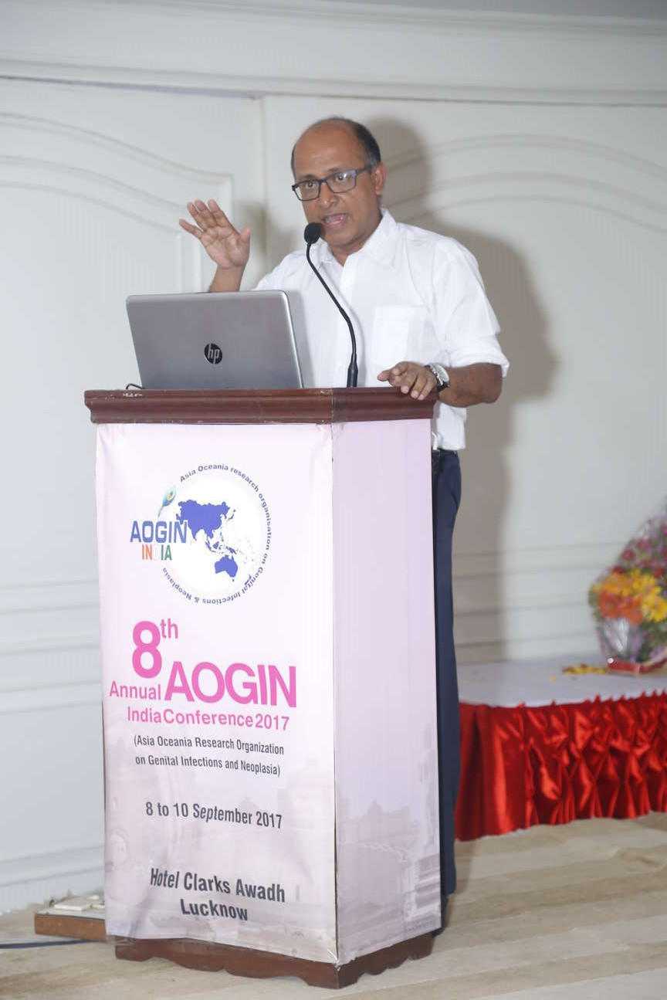 hp
Asia Oceania research organisation on Genital Infections & Neoplasia
AOGIN
INDIA
8th
Annual AOGIN
India Conference 2017
(Asia Oceania Research Organization
on Genital Infections and Neoplasia)
8 to 10 September 2017
Hotel Clarks Awadh
Lucknow